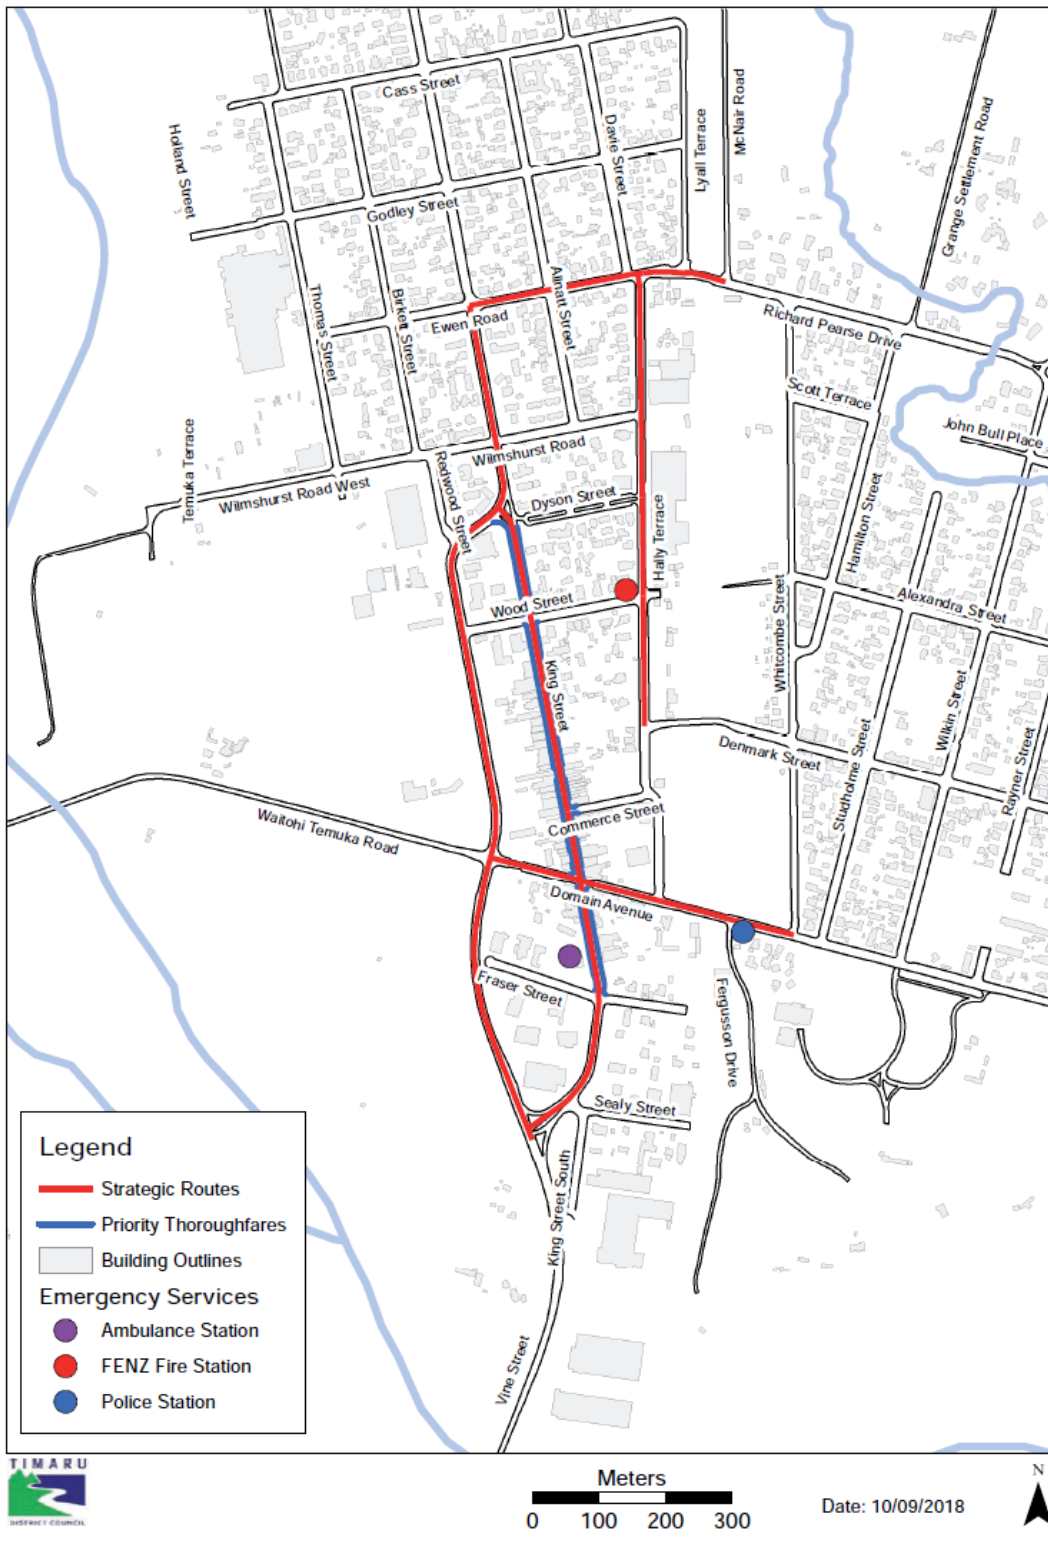 Cass Street
Holland Street
Davie Street
Lyall Terrace
McNair Road
Grange Settlement Road
Godley Street
Thomas Street
Birkett Street
Allnatt Street
Ewen Road
Richard Pearse Drive
Scott Terrace
John Bull Place
Temuka Terrace
Wilmshurst Road West
Redwood Street
Wilmshurst Road
Dyson Street
Hally Terrace
Hamilton Street
Wood Street
Whitcombe Street
Alexandra Street
King Street
Wilkin Street
Denmark Street
Studholme Street
Rayner Street
Waitohi Temuka Road
Commerce Street
Domain Avenue
Fraser Street
Fergusson Drive
Sealy Street
King Street South
Vine Street
Legend
Strategic Routes
Priority Thoroughfares
Building Outlines
Emergency Services
Ambulance Station
FENZ Fire Station
Police Station
TIMARU
DISTRICT COUNCIL
Meters
0 100 200 300
Date: 10/09/2018
N